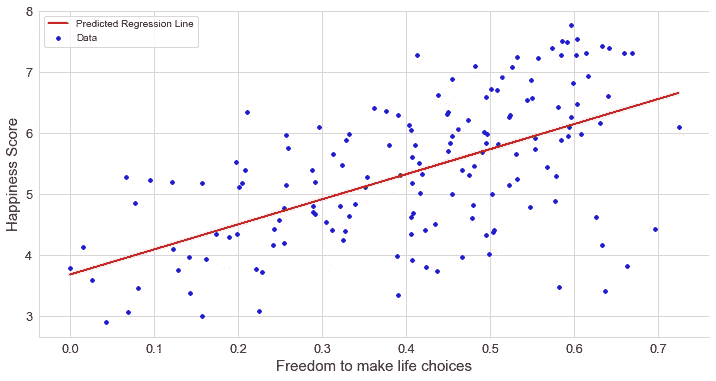 8
Predicted Regression Line
Data
7
6
5
4
3
Happiness Score
0.0 0.1 0.2 0.3 0.4 0.5 0.6 0.7
Freedom to make life choices